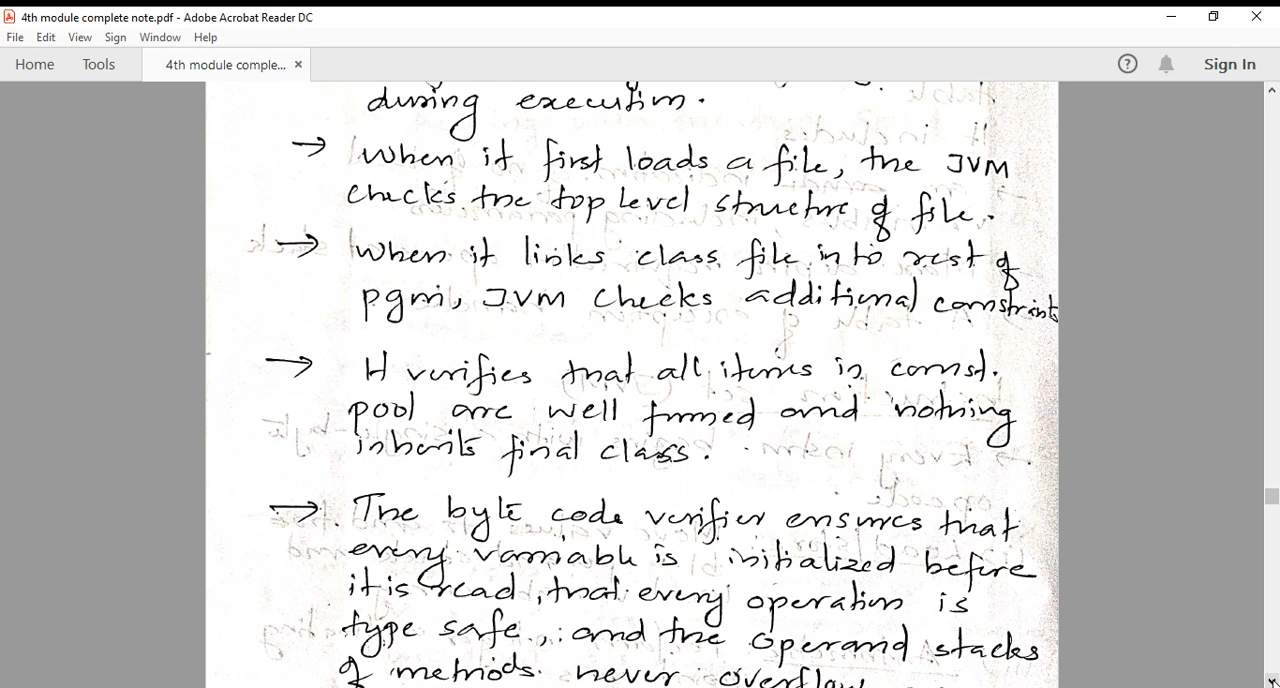 4th module complete note.pdf - Adobe Acrobat Reader DC
File Edit View Sign Window Help
Home Tools 4th module comple... × ? Sign In
during execution.
→ When it first loads a file, the JVM
checks the top level structure of file.
→ When it links class file into rest of
pgm, JVM checks additional constraints
→ It verifies that all items in const.
pool are well formed and nothing
inherits final class.
→ The byte code verifier ensures that
every variable is initialized before
it is read, that every operation is
type safe, and the operand stacks
of methods never overflow